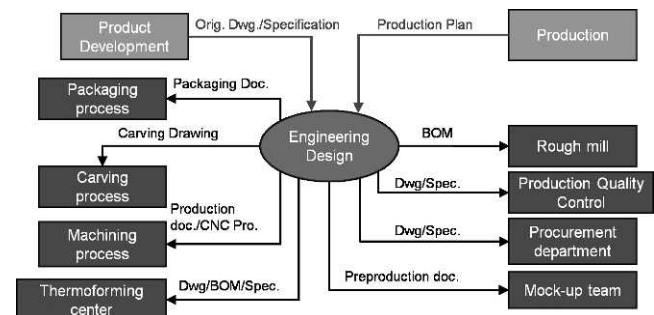 Product
Development
Orig. Dwg./Specification
Production Plan
Production
Packaging
process
Packaging Doc.
Carving Drawing
Engineering
Design
BOM
Rough mill
Carving
process
Dwg/Spec.
Production Quality
Control
Production
doc./CNC Pro.
Machining
process
Dwg/Spec.
Procurement
department
Thermoforming
center
Dwg/BOM/Spec.
Preproduction doc.
Mock-up team